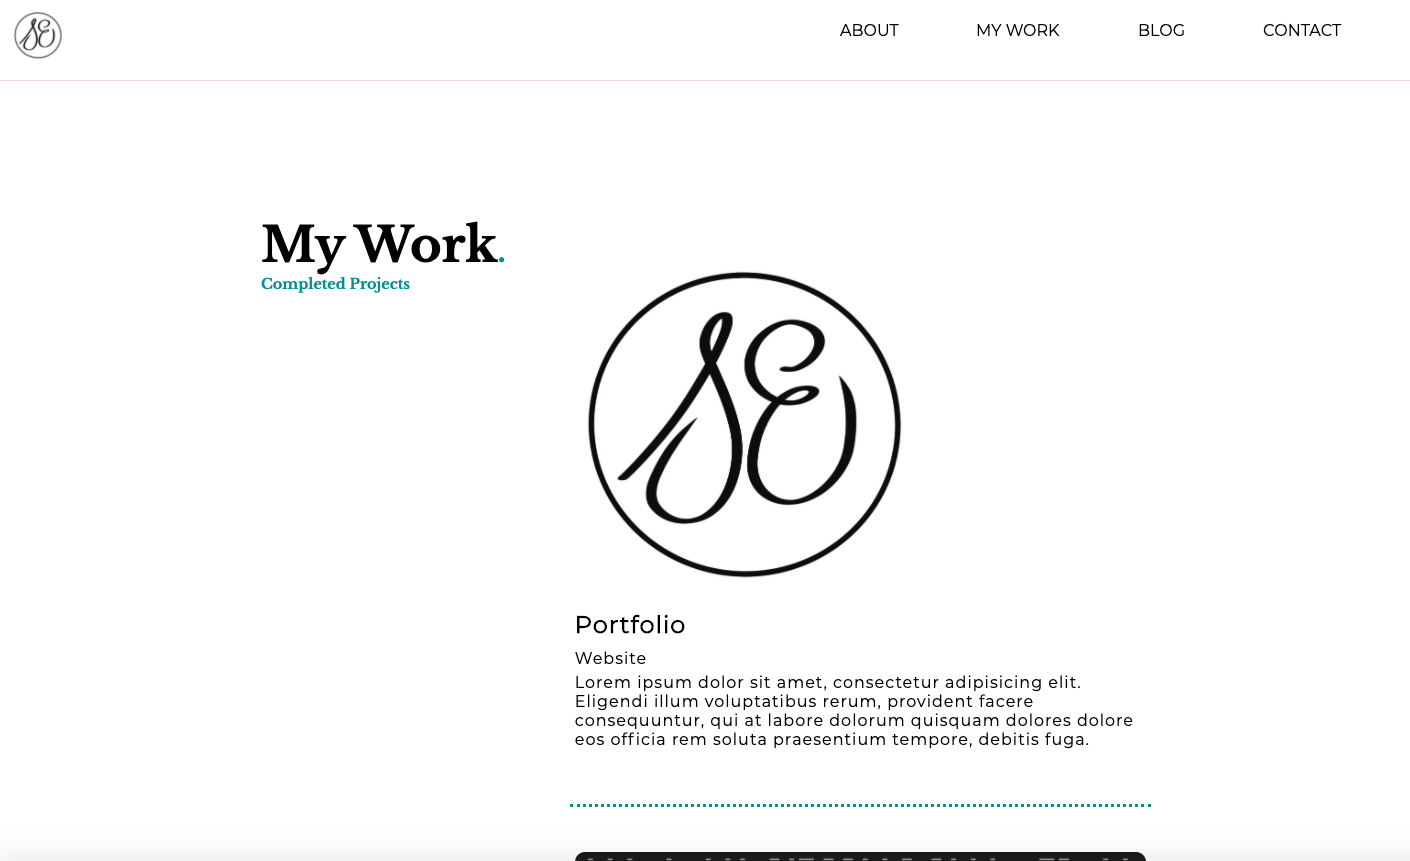 SE
ABOUT MY WORK BLOG CONTACT
My Work.
Completed Projects
SE
Portfolio
Website
Lorem ipsum dolor sit amet, consectetur adipisicing elit.
Eligendi illum voluptatibus rerum, provident facere
consequuntur, qui at labore dolorum quisquam dolores dolore
eos officia rem soluta praesentium tempore, debitis fuga.